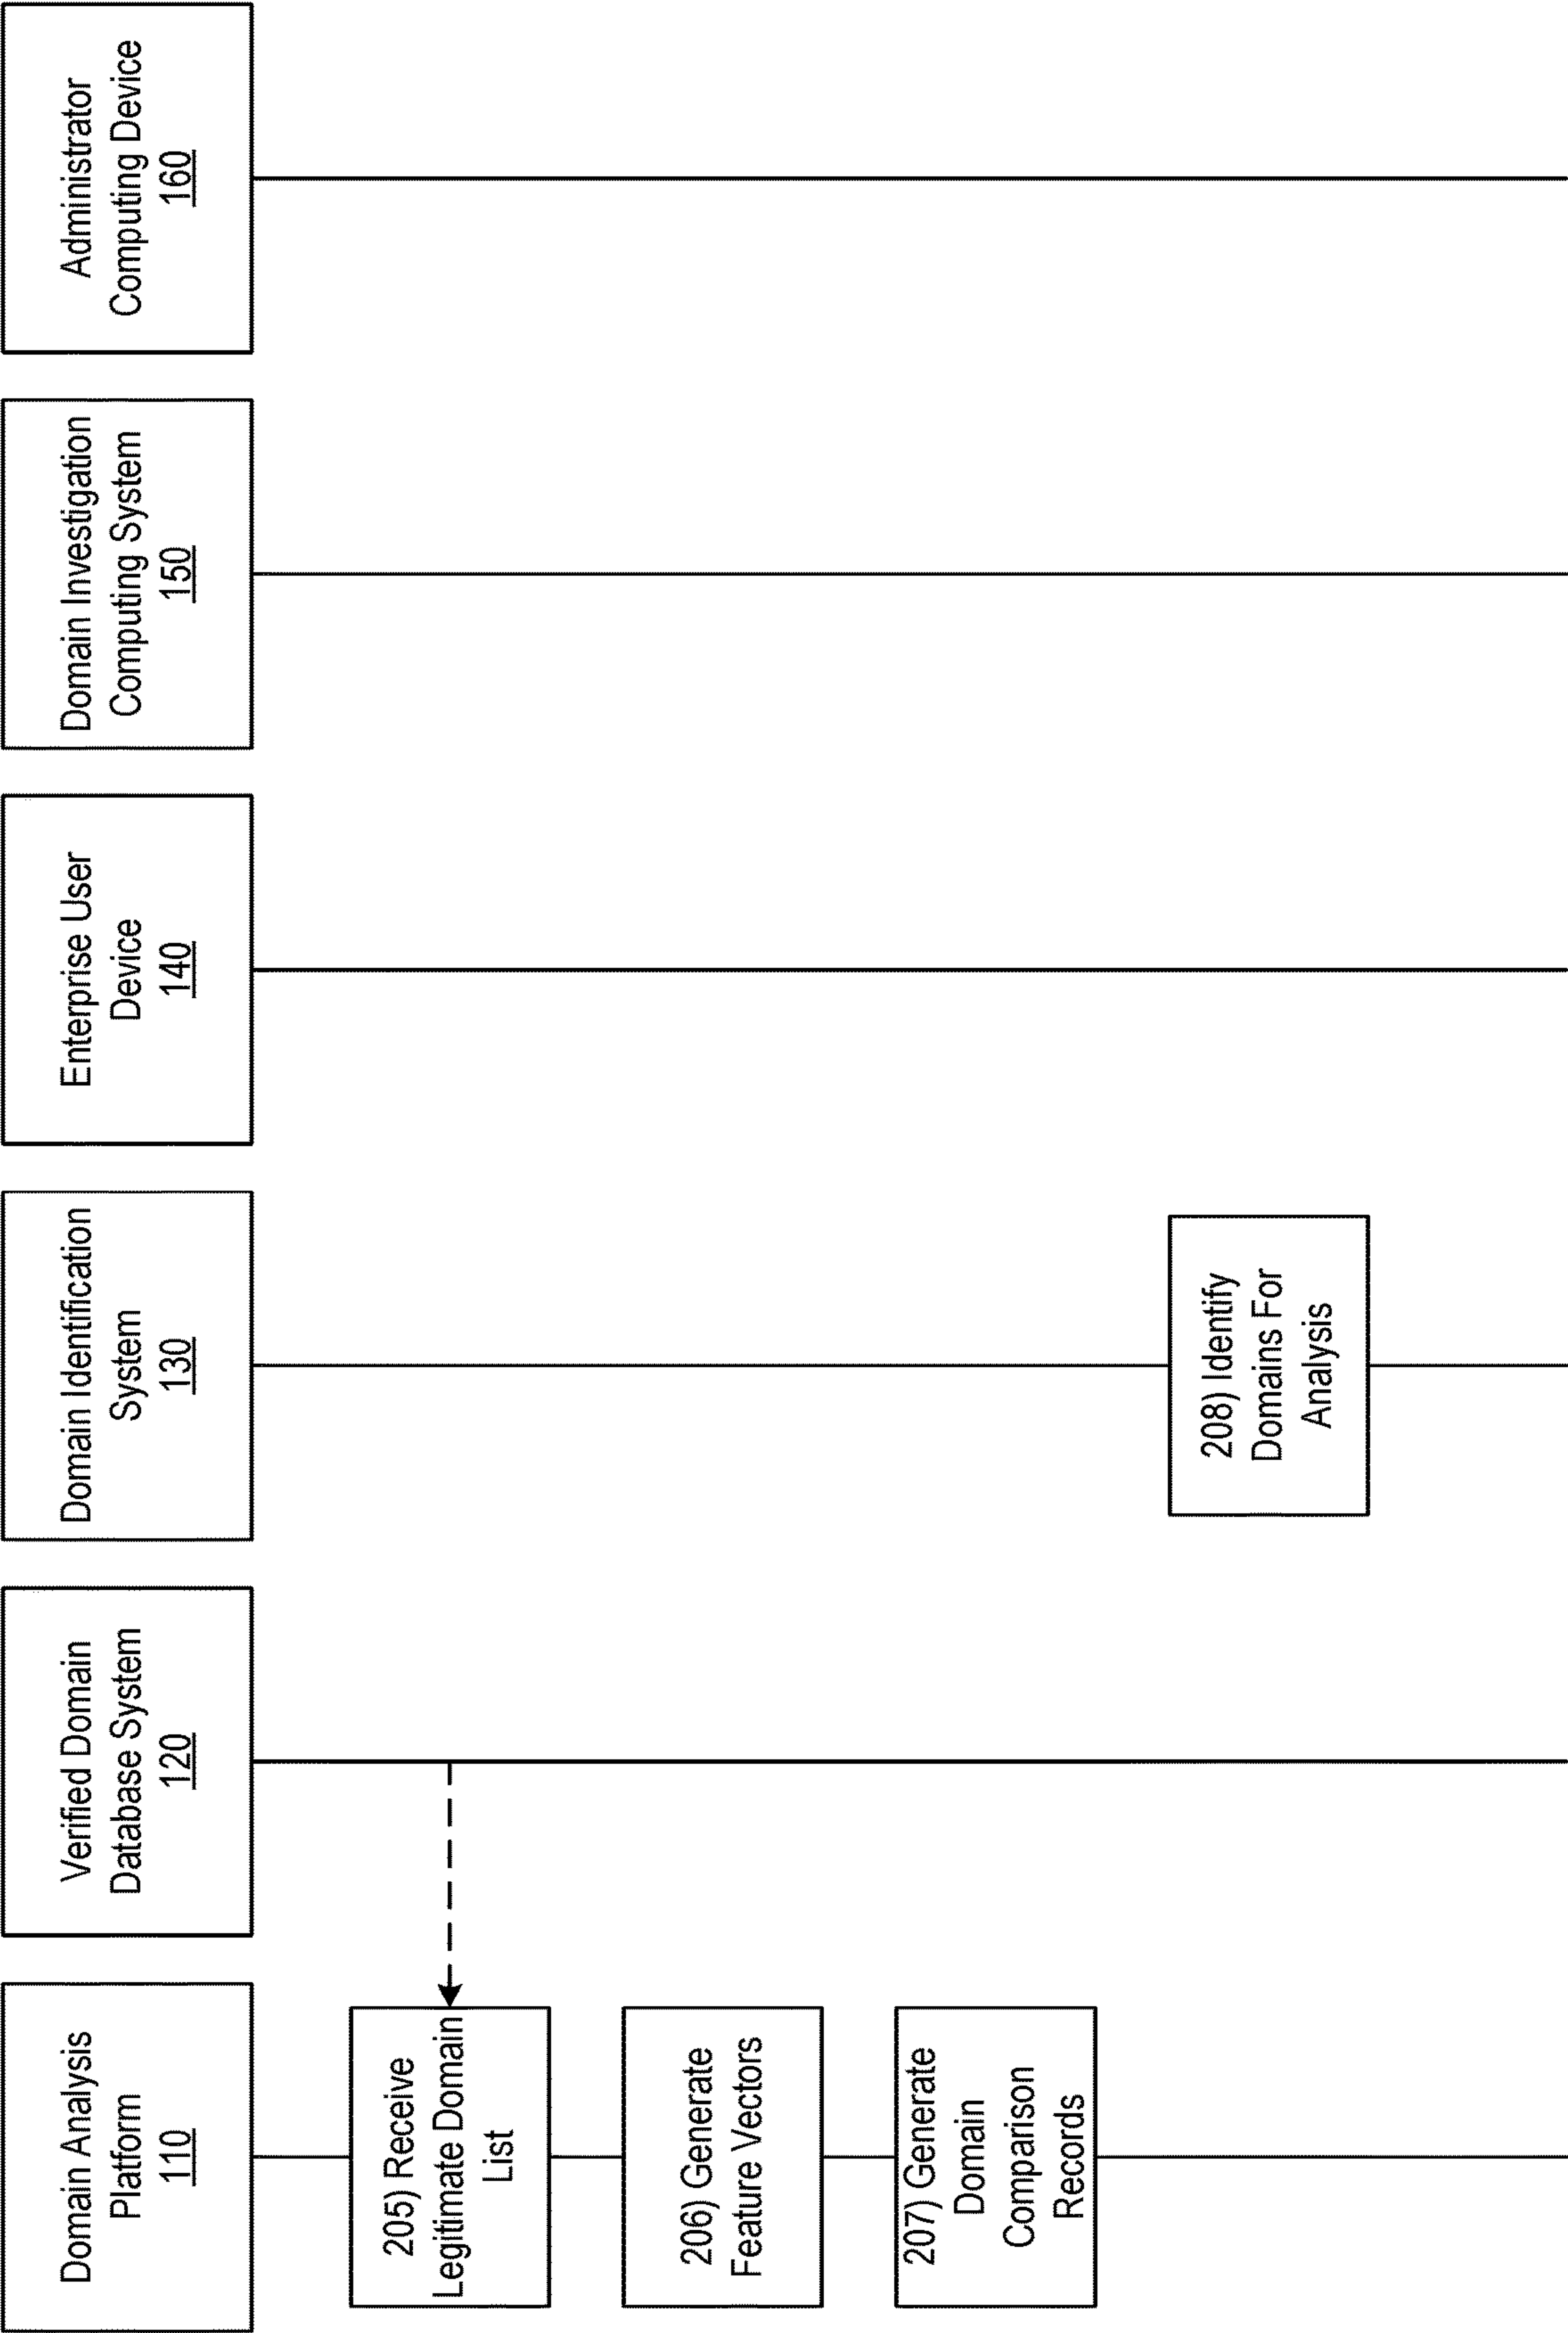 Domain Analysis
Platform
110
Verified Domain
Database System
120
Domain Identification
System
130
Enterprise User
Device
140
Domain Investigation
Computing System
150
Administrator
Computing Device
160
205) Receive
Legitimate Domain
List
206) Generate
Feature Vectors
207) Generate
Domain
Comparison
Records
208) Identify
Domains For
Analysis